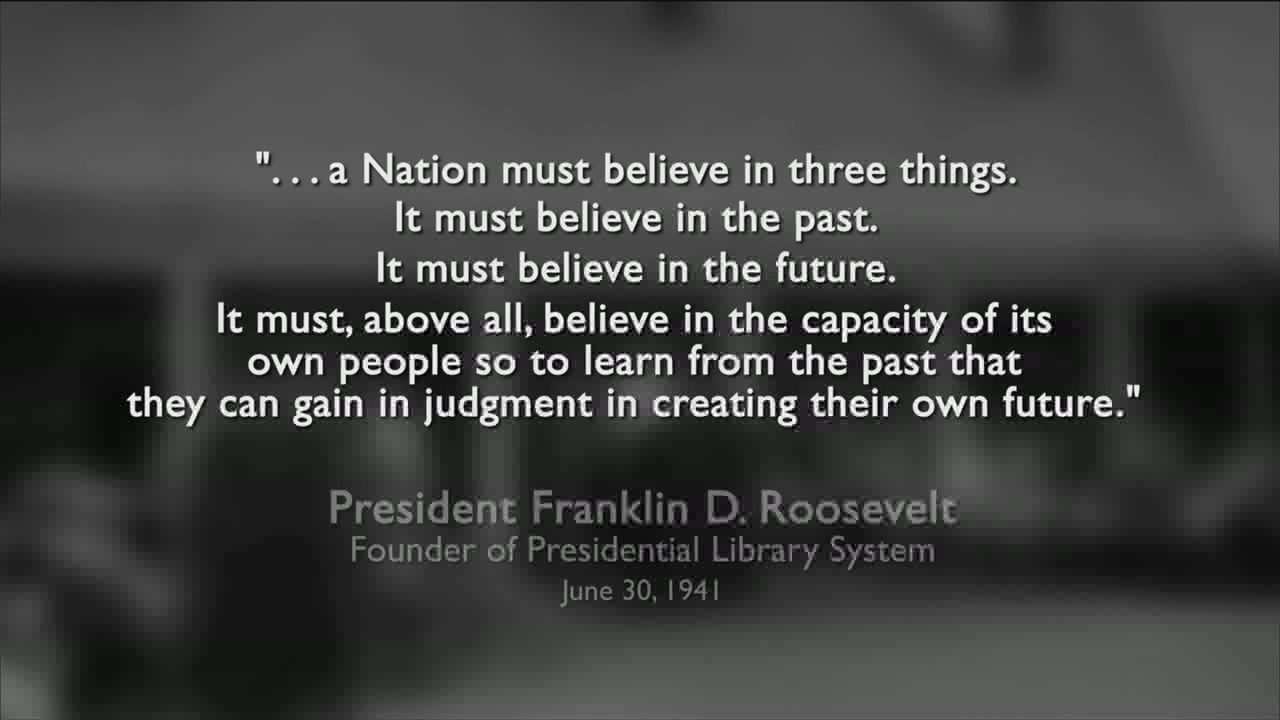 ". . . a Nation must believe in three things.
It must believe in the past.
It must believe in the future.
It must, above all, believe in the capacity of its
own people so to learn from the past that
they can gain in judgment in creating their own future."
President Franklin D. Roosevelt
Founder of Presidential Library System
June 30, 1941